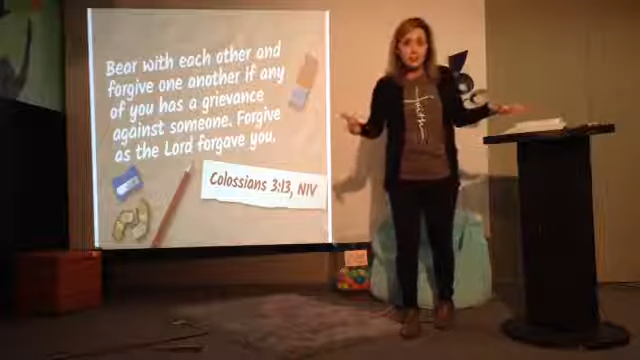 Bear with each other and
forgive one another if any
of you has a grievance
against someone. Forgive
as the Lord forgave you.
Colossians 3:13, NIV
faith